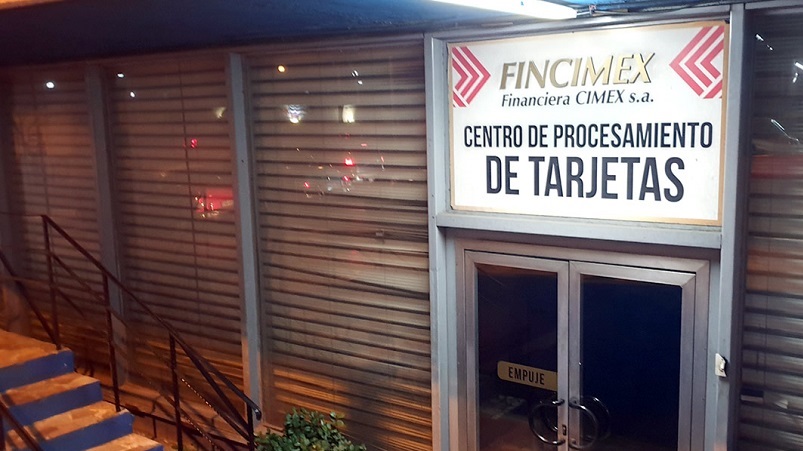 FINCIMEX
Financiera CIMEX s.a.
CENTRO DE PROCESAMIENTO
DE TARJETAS
EMPUJE